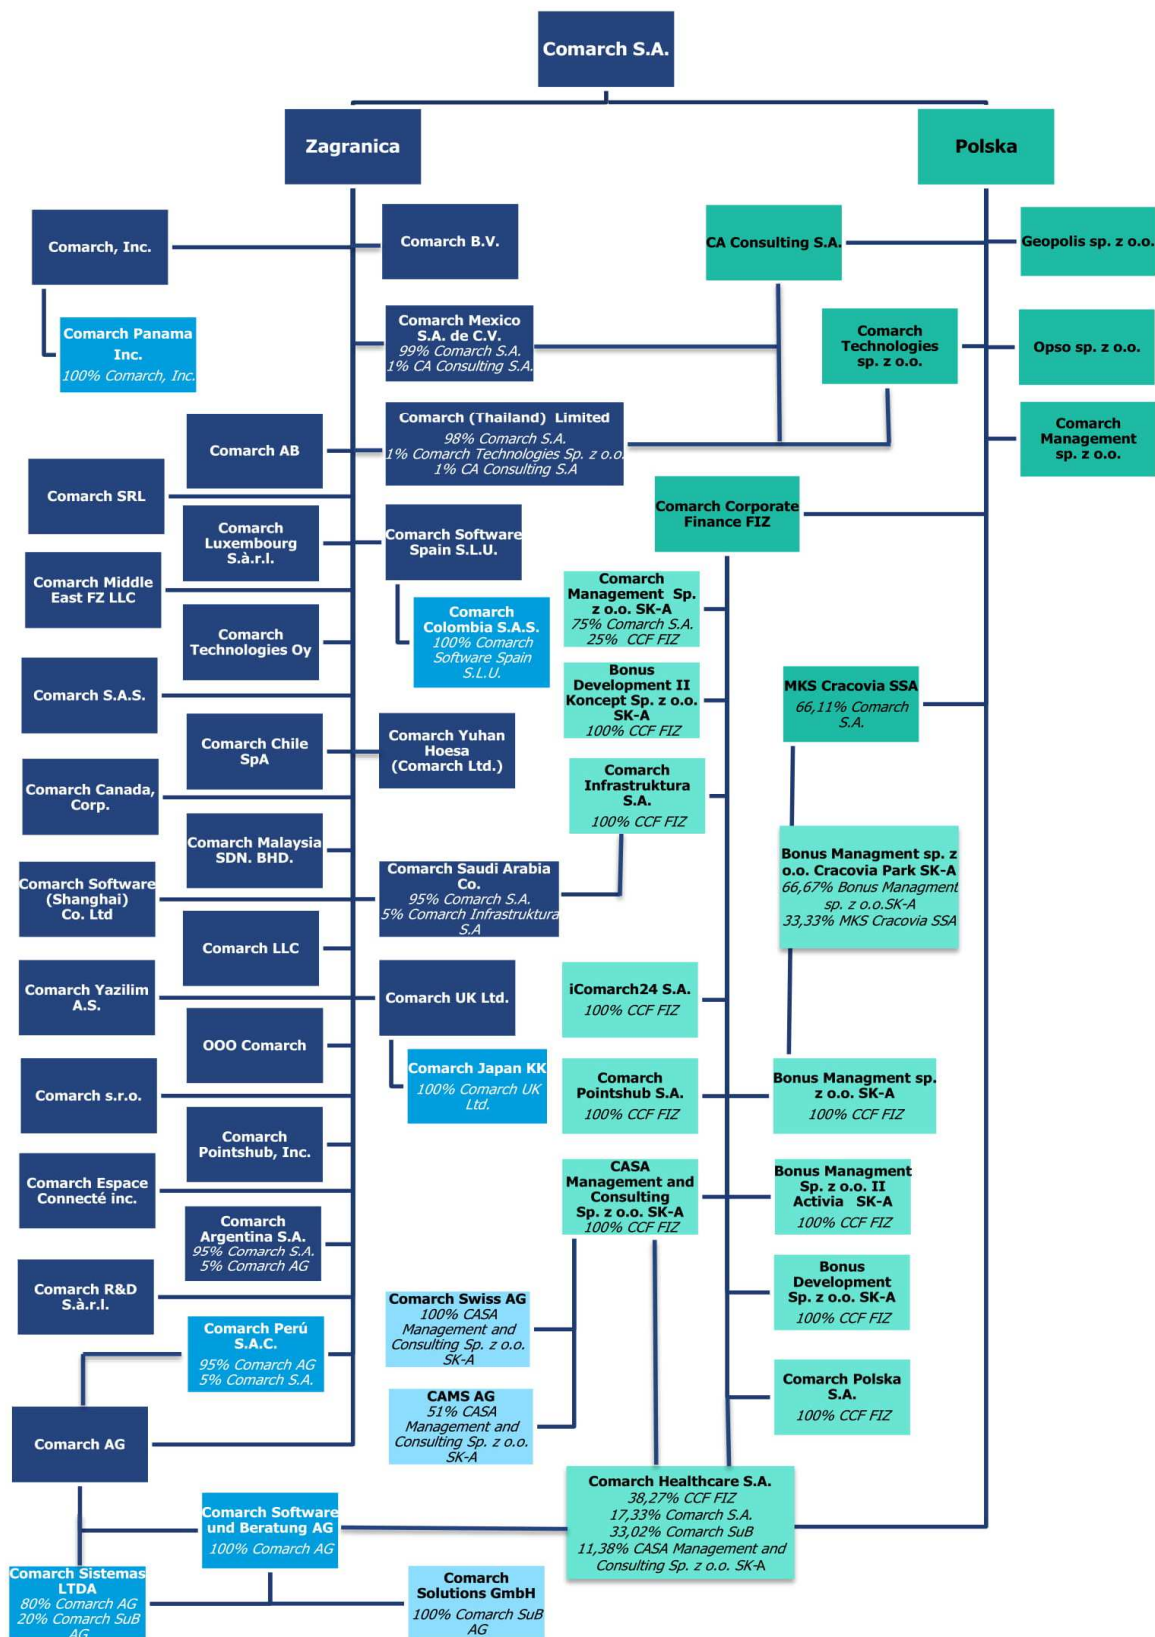 Comarch S.A.
Zagranica
Polska
Comarch, Inc.
Comarch B.V.
CA Consulting S.A.
Geopolis sp. z o.o.
Comarch Panama
Inc.
100% Comarch, Inc.
Comarch Mexico
S.A. de C.V.
99% Comarch S.A.
1% CA Consulting S.A.
Comarch
Technologies
sp. z o.o.
Opso sp. z o.o.
Comarch AB
Comarch (Thailand) Limited
98% Comarch S.A.
1% Comarch Technologies Sp. z o.o.
1% CA Consulting S.A
Comarch
Management
sp. z o.o.
Comarch SRL
Comarch
Luxembourg
S.à.r.l.
Comarch Software
Spain S.L.U.
Comarch Corporate
Finance FIZ
Comarch Middle
East FZ LLC
Comarch
Technologies Oy
Comarch
Colombia S.A.S.
100% Comarch
Software Spain
S.L.U.
Comarch
Management Sp.
z o.o. SK-A
75% Comarch S.A.
25% CCF FIZ
Comarch S.A.S.
Bonus
Development II
Koncept Sp. z o.o.
SK-A
100% CCF FIZ
MKS Cracovia SSA
66,11% Comarch
S.A.
Comarch Chile
SpA
Comarch Yuhan
Hoesa
(Comarch Ltd.)
Comarch
Infrastruktura
S.A.
100% CCF FIZ
Comarch Canada,
Corp.
Comarch Malaysia
SDN. BHD.
Bonus Managment sp. z
o.o. Cracovia Park SK-A
66,67% Bonus Managment
sp. z o.o.SK-A
33,33% MKS Cracovia SSA
Comarch Software
(Shanghai)
Co. Ltd
Comarch Saudi Arabia
Co.
95% Comarch S.A.
5% Comarch Infrastruktura
S.A
Comarch LLC
Comarch Yazilim
A.S.
Comarch UK Ltd.
iComarch24 S.A.
100% CCF FIZ
OOO Comarch
Comarch Japan KK
100% Comarch UK
Ltd.
Comarch s.r.o.
Comarch
Pointshub S.A.
100% CCF FIZ
Bonus Managment sp.
z o.o. SK-A
100% CCF FIZ
Comarch
Pointshub, Inc.
Comarch Espace
Connecté inc.
CASA
Management and
Consulting
Sp. z o.o. SK-A
100% CCF FIZ
Bonus Managment
Sp. z o.o. II
Activia SK-A
100% CCF FIZ
Comarch
Argentina S.A.
95% Comarch S.A.
5% Comarch AG
Comarch R&D
S.à.r.l.
Comarch Swiss AG
100% CASA
Management and
Consulting Sp. z o.o.
SK-A
Bonus
Development
Sp. z o.o. SK-A
100% CCF FIZ
Comarch Perú
S.A.C.
95% Comarch AG
5% Comarch S.A.
CAMS AG
51% CASA
Management and
Consulting Sp. z o.o.
SK-A
Comarch Polska
S.A.
100% CCF FIZ
Comarch AG
Comarch Healthcare S.A.
38,27% CCF FIZ
17,33% Comarch S.A.
33,02% Comarch SuB
11,38% CASA Management and
Consulting Sp. z o.o. SK-A
Comarch Software
und Beratung AG
100% Comarch AG
Comarch Sistemas
LTDA
80% Comarch AG
20% Comarch SuB
AG
Comarch
Solutions GmbH
100% Comarch SuB
AG